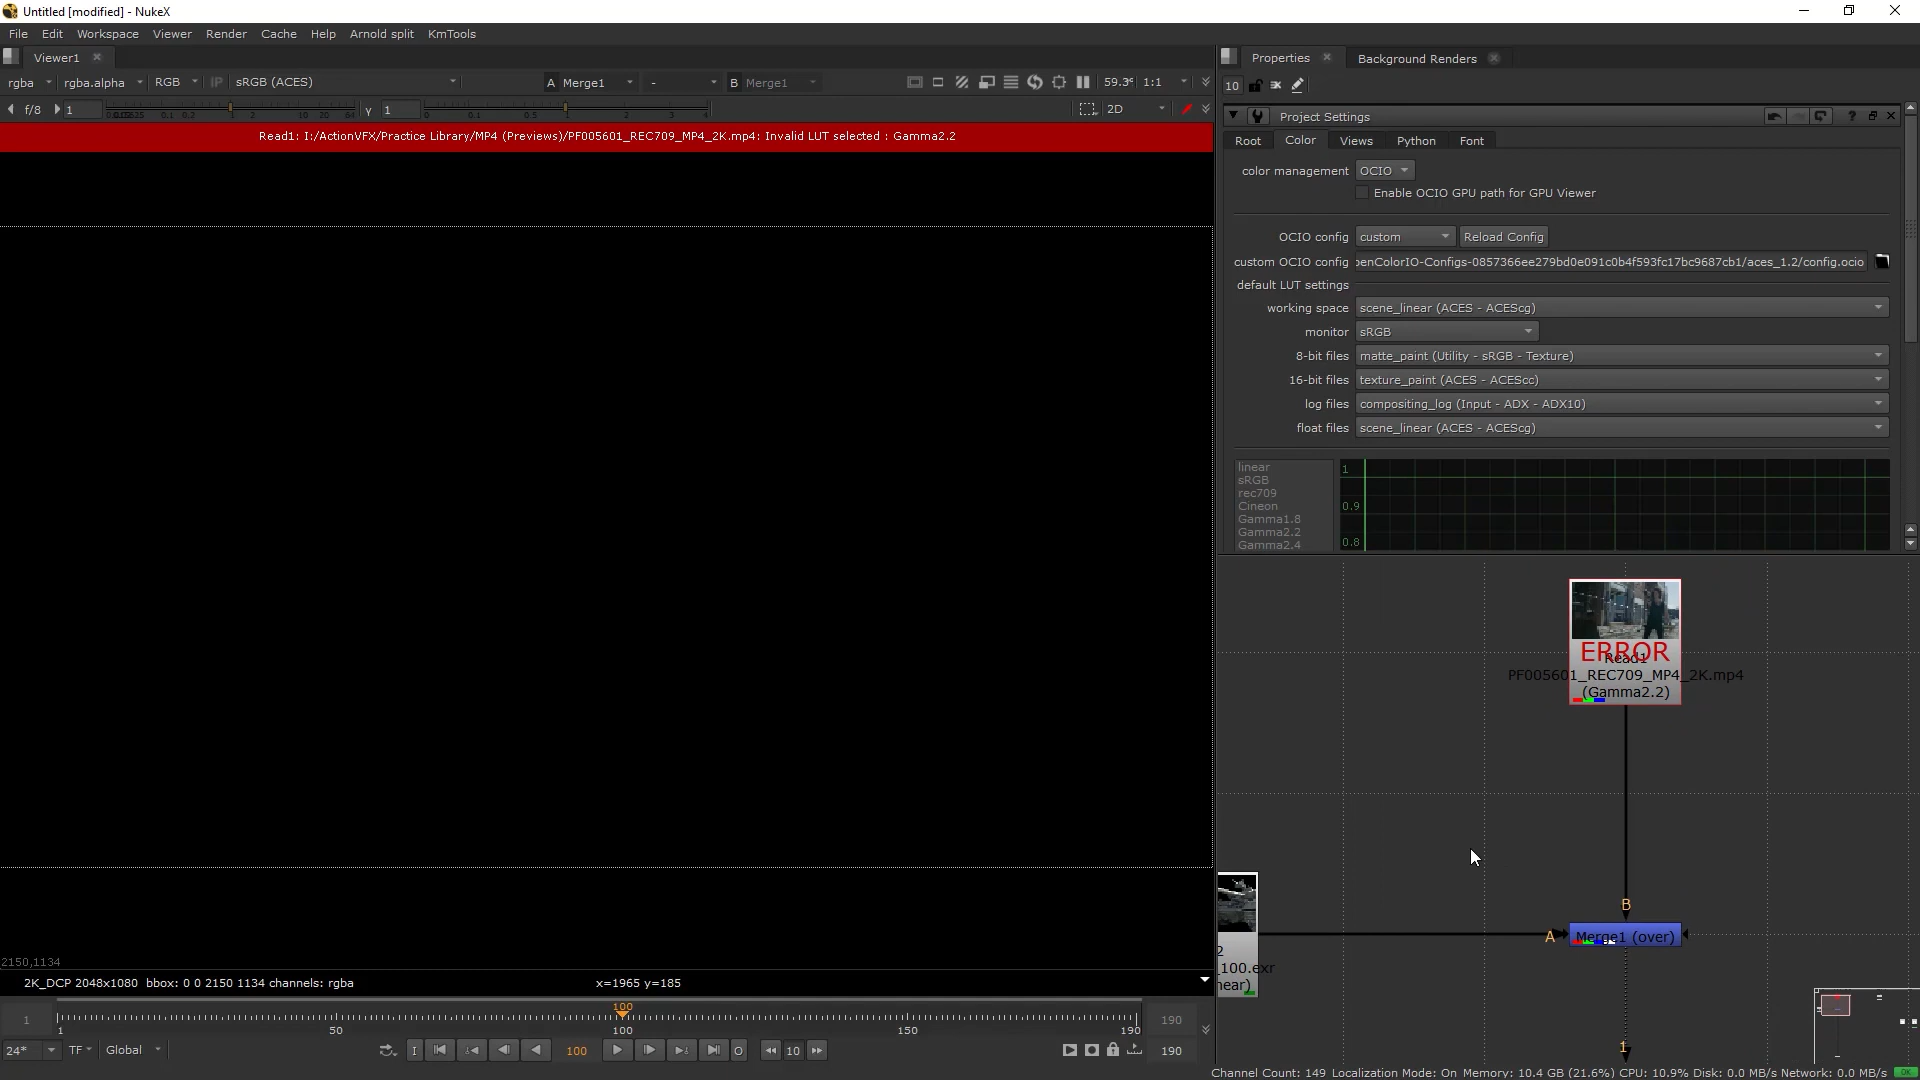 Untitled [modified] - NukeX
File Edit Workspace Viewer Render Cache Help Arnold split KmTools
Viewer1
rgba rgba.alpha RGB IP sRGB (ACES) A Merge1 - B Merge1 1:1
f/8 1 Y 1 2D
Read1: I:/ActionVFX/Practice Library/MP4 (Previews)/PF005601_REC709_MP4_2K.mp4: Invalid LUT selected : Gamma2.2
2150,1134
2K_DCP 2048x1080 bbox: 0 0 2150 1134 channels: rgba x=1965 y=185
100
1 190
1 50 100 150 190
24* TF Global I 100 O 10 190
Properties Background Renders
10
Project Settings
Root Color Views Python Font
color management OCIO
Enable OCIO GPU path for GPU Viewer
OCIO config custom Reload Config
custom OCIO config enColorIO-Configs-0857366ee279bd0e091c0b4f593fc17bc9687cb1/aces_1.2/config.ocio
default LUT settings
working space scene_linear (ACES - ACEScg)
monitor sRGB
8-bit files matte_paint (Utility - sRGB - Texture)
16-bit files texture_paint (ACES - ACEScc)
log files compositing_log (Input - ADX - ADX10)
float files scene_linear (ACES - ACEScg)
linear
sRGB
rec709
Cineon
Gamma1.8
Gamma2.2
Gamma2.4
1
0.9
0.8
ERROR
Read1
PF005601_REC709_MP4_2K.mp4
(Gamma2.2)
B
A Merge1 (over)
2
_100.exr
near)
1
Channel Count: 149 Localization Mode: On Memory: 10.4 GB (21.6%) CPU: 10.9% Disk: 0.0 MB/s Network: 0.0 MB/s OK